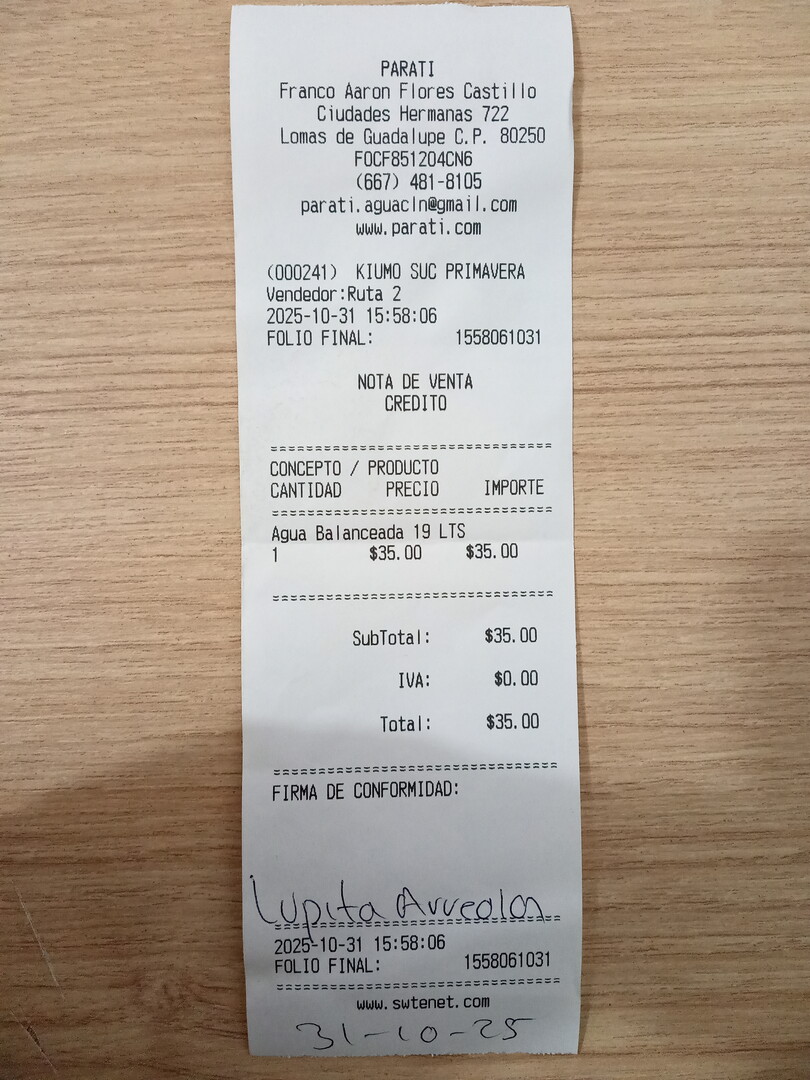 PARATI
Franco Aaron Flores Castillo
Ciudades Hermanas 722
Lomas de Guadalupe C.P. 80250
FOCF851204CN6
(667) 481-8105
parati.aguacln@gmail.com
www.parati.com
(000241) KIUMO SUC PRIMAVERA
Vendedor:Ruta 2
2025-10-31 15:58:06
FOLIO FINAL: 1558061031
NOTA DE VENTA
CREDITO
CONCEPTO / PRODUCTO
CANTIDAD PRECIO IMPORTE
Agua Balanceada 19 LTS
1 $35.00 $35.00
SubTotal: $35.00
IVA: $0.00
Total: $35.00
FIRMA DE CONFORMIDAD:
Lupita Arreola
2025-10-31 15:58:06
FOLIO FINAL: 1558061031
www.swtenet.com
31-10-25